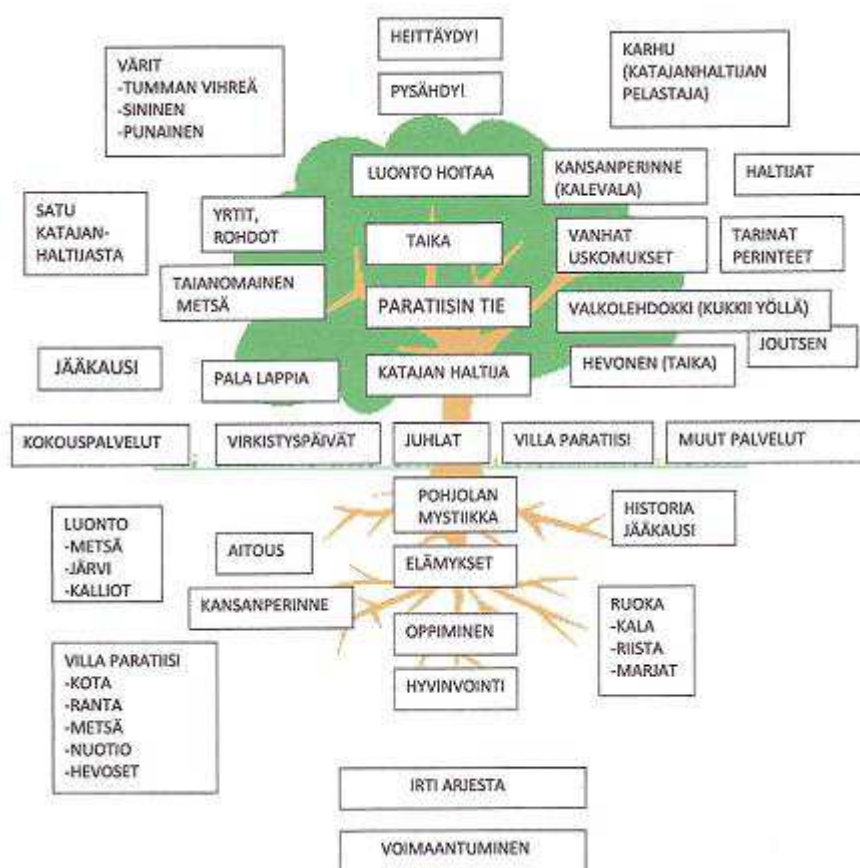 HEITTÄYDY!
PYSÄHDY!
VÄRIT
-TUMMAN VIHREÄ
-SININEN
-PUNAINEN
KARHU
(KATAJANHALTIJAN
PELASTAJA)
LUONTO HOITAA
KANSANPERINNE
(KALEVALA)
HALTIJAT
SATU
KATAJAN-
HALTIJASTA
YRTIT,
ROHDOT
TAIKA
VANHAT
USKOMUKSET
TARINAT
PERINTEET
TAIANOMAINEN
METSÄ
PARATIISIN TIE
VALKOLEHDOKKI (KUKKII YÖLLÄ)
JOUTSEN
JÄÄKAUSI
PALA LAPPIA
KATAJAN HALTIJA
HEVONEN (TAIKA)
KOKOUSPALVELUT
VIRKISTYSPÄIVÄT
JUHLAT
VILLA PARATIISI
MUUT PALVELUT
POHJOLAN
MYSTIIKKA
HISTORIA
JÄÄKAUSI
LUONTO
-METSÄ
-JÄRVI
-KALLIOT
AITOUS
ELÄMYKSET
KANSANPERINNE
RUOKA
-KALA
-RIISTA
-MARJAT
OPPIMINEN
VILLA PARATIISI
-KOTA
-RANTA
-METSÄ
-NUOTIO
-HEVOSET
HYVINVOINTI
IRTI ARJESTA
VOIMAANTUMINEN